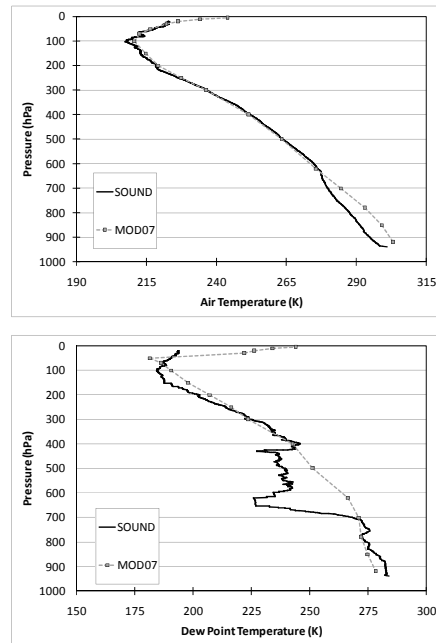 0
100
200
300
400
500
600
700
800
900
1000
Pressure (hPa)
SOUND
MOD07
190 215 240 265 290 315
Air Temperature (K)
0
100
200
300
400
500
600
700
800
900
1000
Pressure (hPa)
SOUND
MOD07
150 175 200 225 250 275 300
Dew Point Temperature (K)